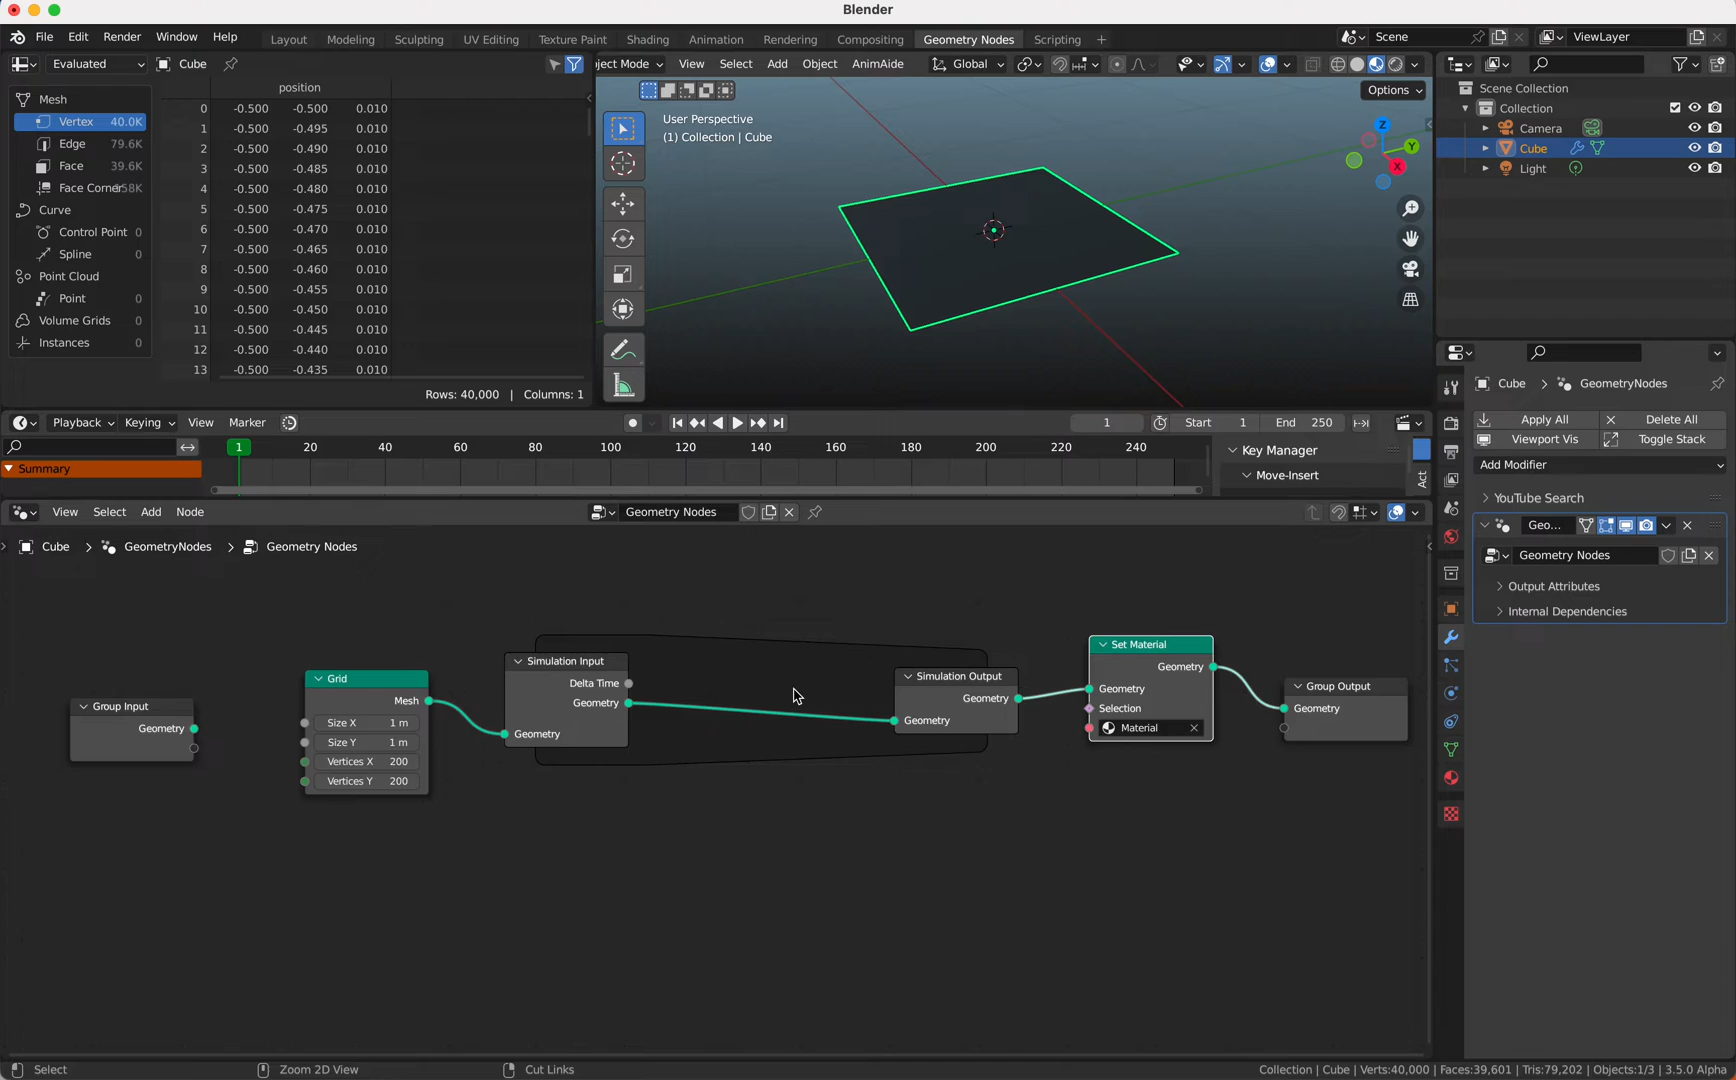 Blender
File Edit Render Window Help
Layout Modeling Sculpting UV Editing Texture Paint Shading Animation Rendering Compositing Geometry Nodes Scripting +
Scene ViewLayer
Evaluated Cube
position
Mesh
Vertex 40.0K
Edge 79.6K
Face 39.6K
Face Corner 158K
Curve
Control Point 0
Spline 0
Point Cloud
Point 0
Volume Grids 0
Instances 0
0 -0.500 -0.500 0.010
1 -0.500 -0.495 0.010
2 -0.500 -0.490 0.010
3 -0.500 -0.485 0.010
4 -0.500 -0.480 0.010
5 -0.500 -0.475 0.010
6 -0.500 -0.470 0.010
7 -0.500 -0.465 0.010
8 -0.500 -0.460 0.010
9 -0.500 -0.455 0.010
10 -0.500 -0.450 0.010
11 -0.500 -0.445 0.010
12 -0.500 -0.440 0.010
13 -0.500 -0.435 0.010
Rows: 40,000 | Columns: 1
bject Mode View Select Add Object AnimAide Global
Options
User Perspective
(1) Collection | Cube
Z
Y
X
Scene Collection
Collection
Camera
Cube
Light
Cube > GeometryNodes
Apply All Delete All
Viewport Vis Toggle Stack
Add Modifier
YouTube Search
Geo...
Geometry Nodes
Output Attributes
Internal Dependencies
Playback Keying View Marker
1 Start 1 End 250
1 20 40 60 80 100 120 140 160 180 200 220 240
Summary
Key Manager
Move-Insert
Act
View Select Add Node Geometry Nodes
Cube > GeometryNodes > Geometry Nodes
Group Input
Geometry
Grid
Mesh
Size X 1 m
Size Y 1 m
Vertices X 200
Vertices Y 200
Simulation Input
Delta Time
Geometry
Geometry
Simulation Output
Geometry
Geometry
Set Material
Geometry
Geometry
Selection
Material
Group Output
Geometry
Select Zoom 2D View Cut Links
Collection | Cube | Verts:40,000 | Faces:39,601 | Tris:79,202 | Objects:1/3 | 3.5.0 Alpha